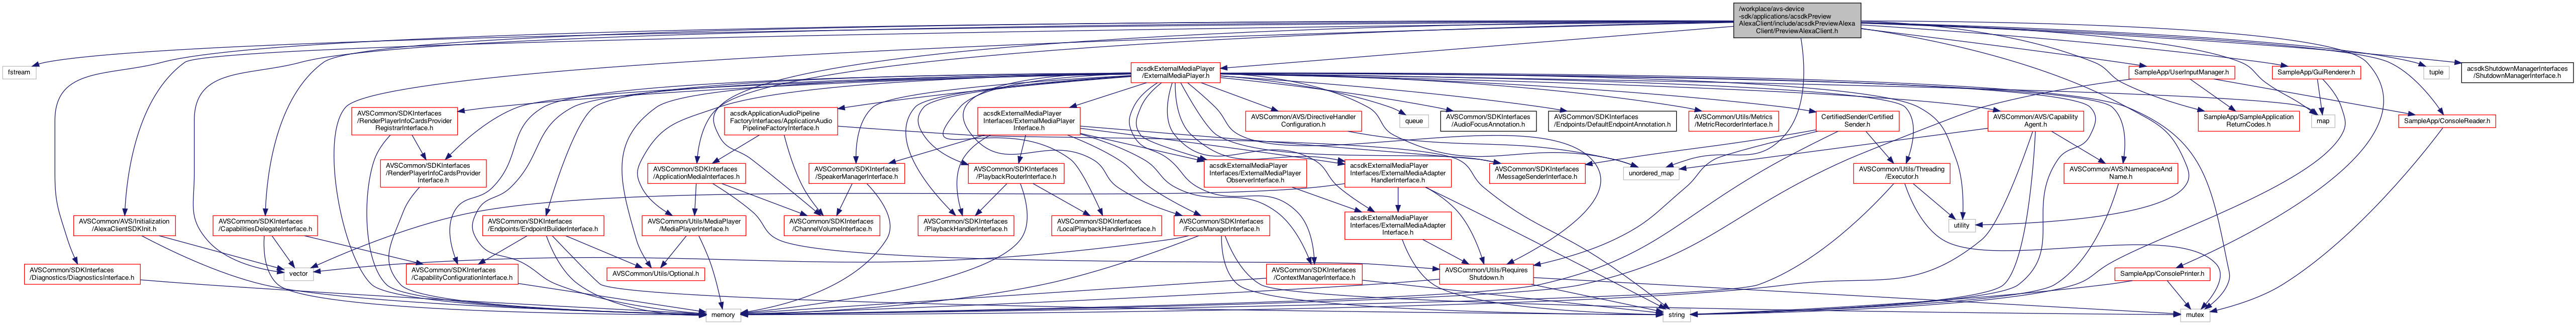 /workplace/avs-device
-sdk/applications/acsdkPreview
AlexaClient/include/acsdkPreviewAlexa
Client/PreviewAlexaClient.h
fstream
acsdkExternalMediaPlayer
/ExternalMediaPlayer.h
SampleApp/UserInputManager.h
SampleApp/GuiRenderer.h
tuple
acsdkShutdownManagerInterfaces
/ShutdownManagerInterface.h
AVSCommon/SDKInterfaces
/RenderPlayerInfoCardsProvider
RegistrarInterface.h
acsdkApplicationAudioPipeline
FactoryInterfaces/ApplicationAudio
PipelineFactoryInterface.h
acsdkExternalMediaPlayer
Interfaces/ExternalMediaPlayer
Interface.h
AVSCommon/AVS/DirectiveHandler
Configuration.h
queue
AVSCommon/SDKInterfaces
/AudioFocusAnnotation.h
AVSCommon/SDKInterfaces
/Endpoints/DefaultEndpointAnnotation.h
AVSCommon/Utils/Metrics
/MetricRecorderInterface.h
CertifiedSender/Certified
Sender.h
AVSCommon/AVS/Capability
Agent.h
SampleApp/SampleApplication
ReturnCodes.h
map
SampleApp/ConsoleReader.h
AVSCommon/SDKInterfaces
/RenderPlayerInfoCardsProvider
Interface.h
AVSCommon/SDKInterfaces
/ApplicationMediaInterfaces.h
AVSCommon/SDKInterfaces
/SpeakerManagerInterface.h
AVSCommon/SDKInterfaces
/PlaybackRouterInterface.h
acsdkExternalMediaPlayer
Interfaces/ExternalMediaPlayer
ObserverInterface.h
acsdkExternalMediaPlayer
Interfaces/ExternalMediaAdapter
HandlerInterface.h
AVSCommon/SDKInterfaces
/MessageSenderInterface.h
unordered_map
AVSCommon/Utils/Threading
/Executor.h
AVSCommon/AVS/NamespaceAnd
Name.h
AVSCommon/AVS/Initialization
/AlexaClientSDKInit.h
AVSCommon/SDKInterfaces
/CapabilitiesDelegateInterface.h
AVSCommon/SDKInterfaces
/Endpoints/EndpointBuilderInterface.h
AVSCommon/Utils/MediaPlayer
/MediaPlayerInterface.h
AVSCommon/SDKInterfaces
/ChannelVolumeInterface.h
AVSCommon/SDKInterfaces
/PlaybackHandlerInterface.h
AVSCommon/SDKInterfaces
/LocalPlaybackHandlerInterface.h
AVSCommon/SDKInterfaces
/FocusManagerInterface.h
acsdkExternalMediaPlayer
Interfaces/ExternalMediaAdapter
Interface.h
utility
AVSCommon/SDKInterfaces
/Diagnostics/DiagnosticsInterface.h
vector
AVSCommon/SDKInterfaces
/CapabilityConfigurationInterface.h
AVSCommon/Utils/Optional.h
AVSCommon/SDKInterfaces
/ContextManagerInterface.h
AVSCommon/Utils/Requires
Shutdown.h
SampleApp/ConsolePrinter.h
memory
string
mutex